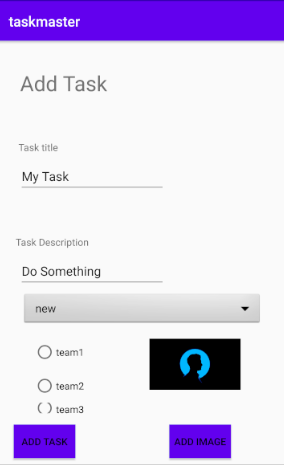 taskmaster
Add Task
Task title
My Task
Task Description
Do Something
new
team1
team2
team3
ADD TASK
ADD IMAGE